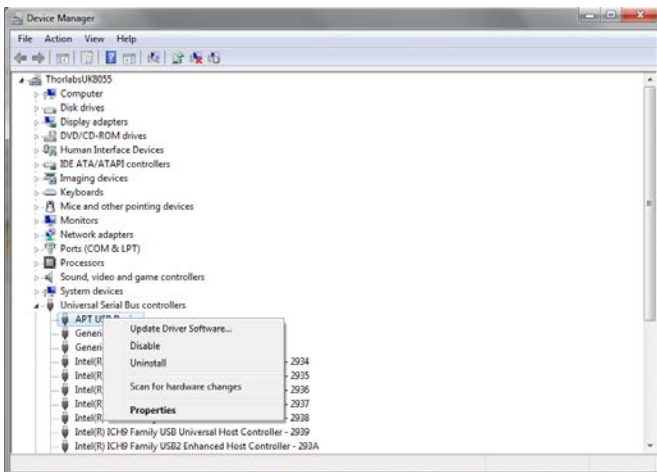 Device Manager
File Action View Help
ThorlabsUK8055
Computer
Disk drives
Display adapters
DVD/CD-ROM drives
Human Interface Devices
IDE ATA/ATAPI controllers
Imaging devices
Keyboards
Mice and other pointing devices
Monitors
Network adapters
Ports (COM & LPT)
Processors
Sound, video and game controllers
System devices
Universal Serial Bus controllers
APT USB
Update Driver Software...
Generi
Disable
Generi
Uninstall
Intel(R) - 2934
Intel(R) - 2935
Scan for hardware changes
Intel(R) - 2936
Intel(R) - 2937
Properties
Intel(R) - 2938
Intel(R) ICH9 Family USB Universal Host Controller - 2939
Intel(R) ICH9 Family USB2 Enhanced Host Controller - 293A